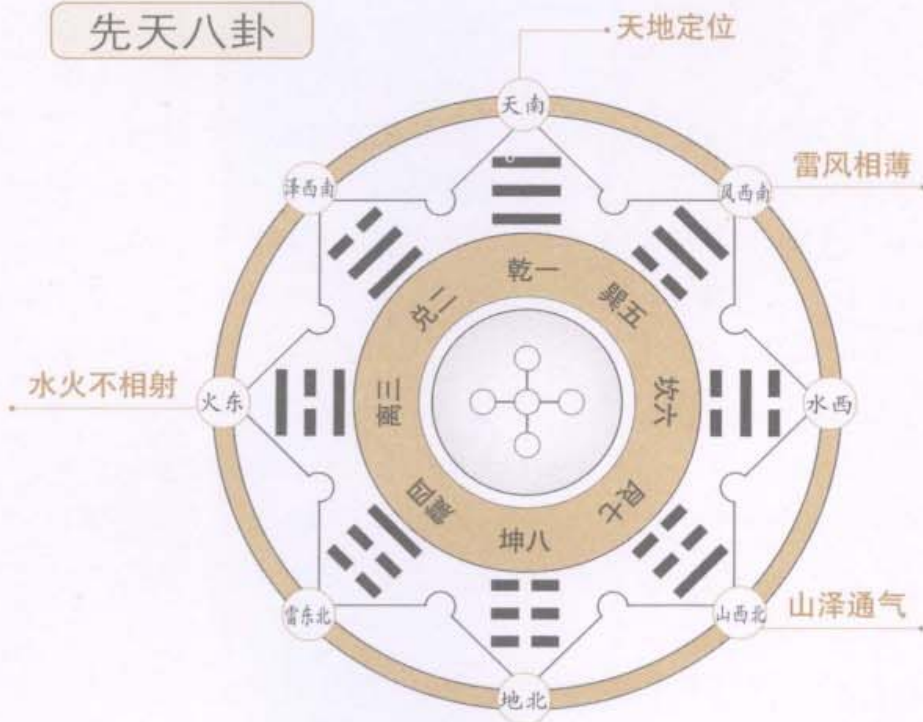 先天八卦
天地定位
天南
雷风相薄
泽西南
风西南
乾一
兑二
巽五
水火不相射
火东
离三
坎六
水西
震四
艮七
坤八
山泽通气
雷东北
山西北
地北